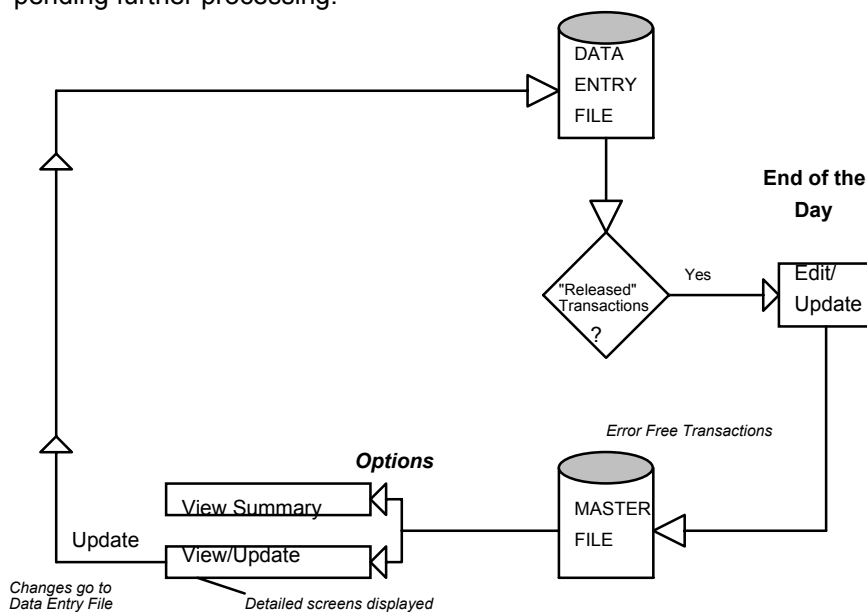 pending further processing.
DATA
ENTRY
FILE
End of the
Day
"Released"
Transactions
?
Yes
Edit/
Update
Error Free Transactions
Options
MASTER
FILE
View Summary
View/Update
Update
Changes go to
Data Entry File
Detailed screens displayed